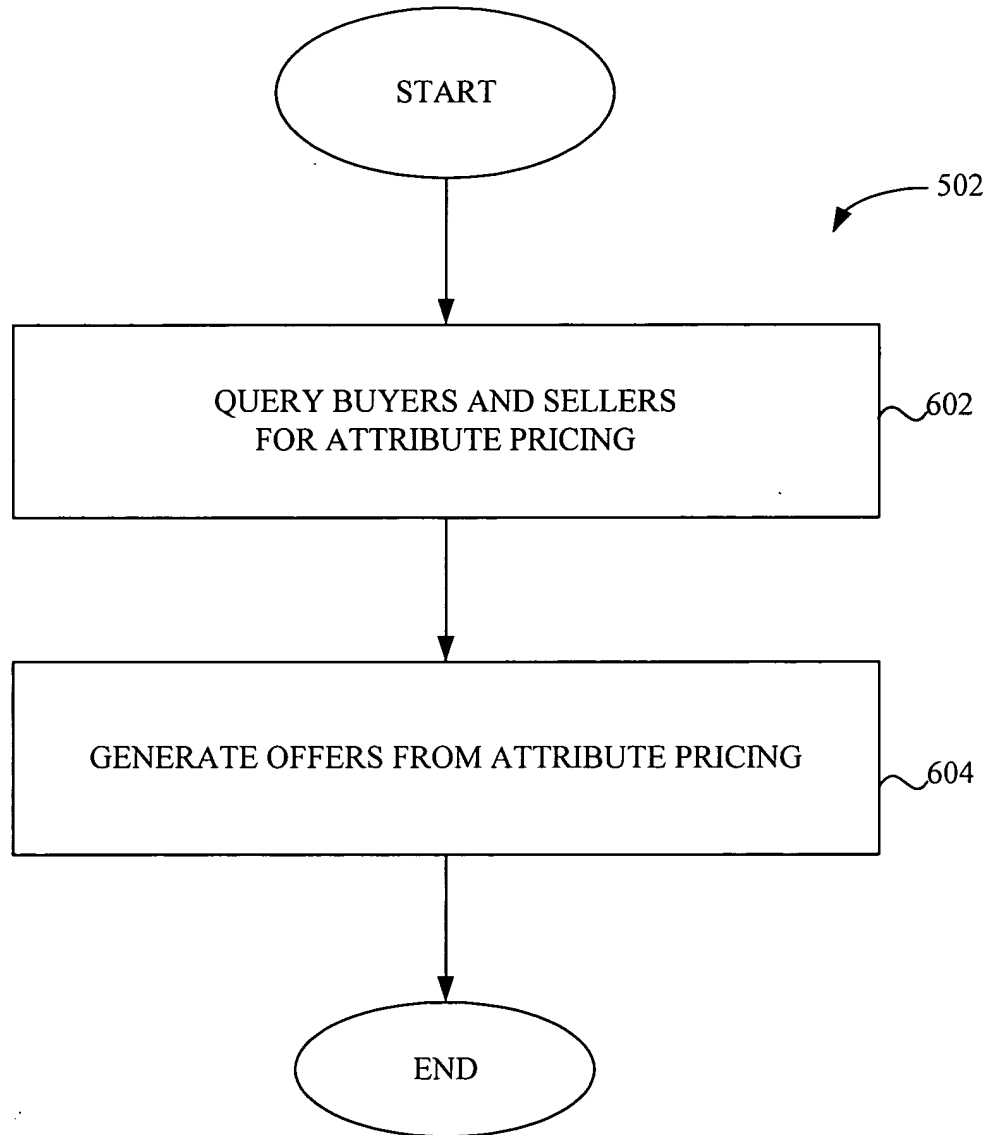 START
502
QUERY BUYERS AND SELLERS
FOR ATTRIBUTE PRICING
602
GENERATE OFFERS FROM ATTRIBUTE PRICING
604
END